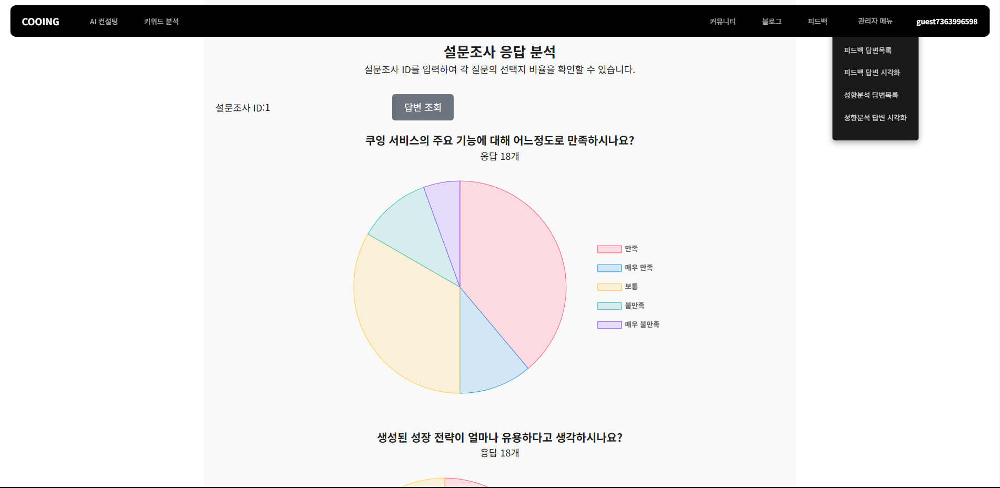 COOING
AI 컨설팅
키워드 분석
커뮤니티
블로그
피드백
관리자 메뉴
guest7363996598
피드백 답변목록
피드백 답변 시각화
성향분석 답변목록
성향분석 답변 시각화
설문조사 응답 분석
설문조사 ID를 입력하여 각 질문의 선택지 비율을 확인할 수 있습니다.
설문조사 ID:1
답변 조회
쿠잉 서비스의 주요 기능에 대해 어느정도로 만족하시나요?
응답 18개
만족
매우 만족
보통
불만족
매우 불만족
생성된 성장 전략이 얼마나 유용하다고 생각하시나요?
응답 18개